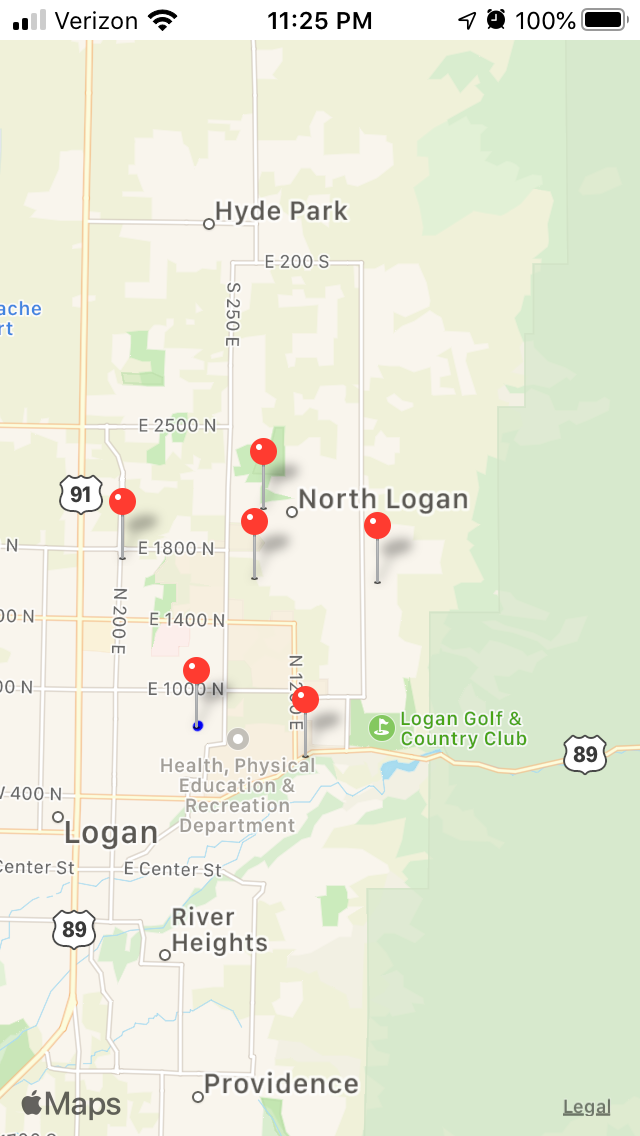 Verizon 11:25 PM 100%
Hyde Park
E 200 S
S 250 E
ache
rt
E 2500 N
91
North Logan
N
E 1800 N
N 200 E
00 N
E 1400 N
N 1200 E
00 N
E 1000 N
Logan Golf &
Country Club
89
Health, Physical
Education &
Recreation
Department
W 400 N
Logan
Center St
E Center St
89
River
Heights
Providence
Maps
Legal